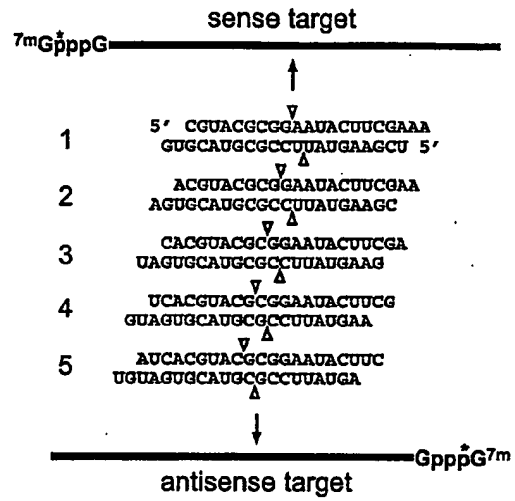 sense target
7mGpppG
*
1
5′ CGUACGCGGAAUACUUCGAAA
GUGCAUGCGCCUUAUGAAGCU 5′
2
ACGUACGCGGAAUACUUCGAA
AGUGCAUGCGCCUUAUGAAGC
3
CACGUACGCGGAAUACUUCGA
UAGUGCAUGCGCCUUAUGAAG
4
UCACGUACGCGGAAUACUUCG
GUAGUGCAUGCGCCUUAUGAA
5
AUCACGUACGCGGAAUACUUC
UGUAGUGCAUGCGCCUUAUGA
*
GpppG7m
antisense target